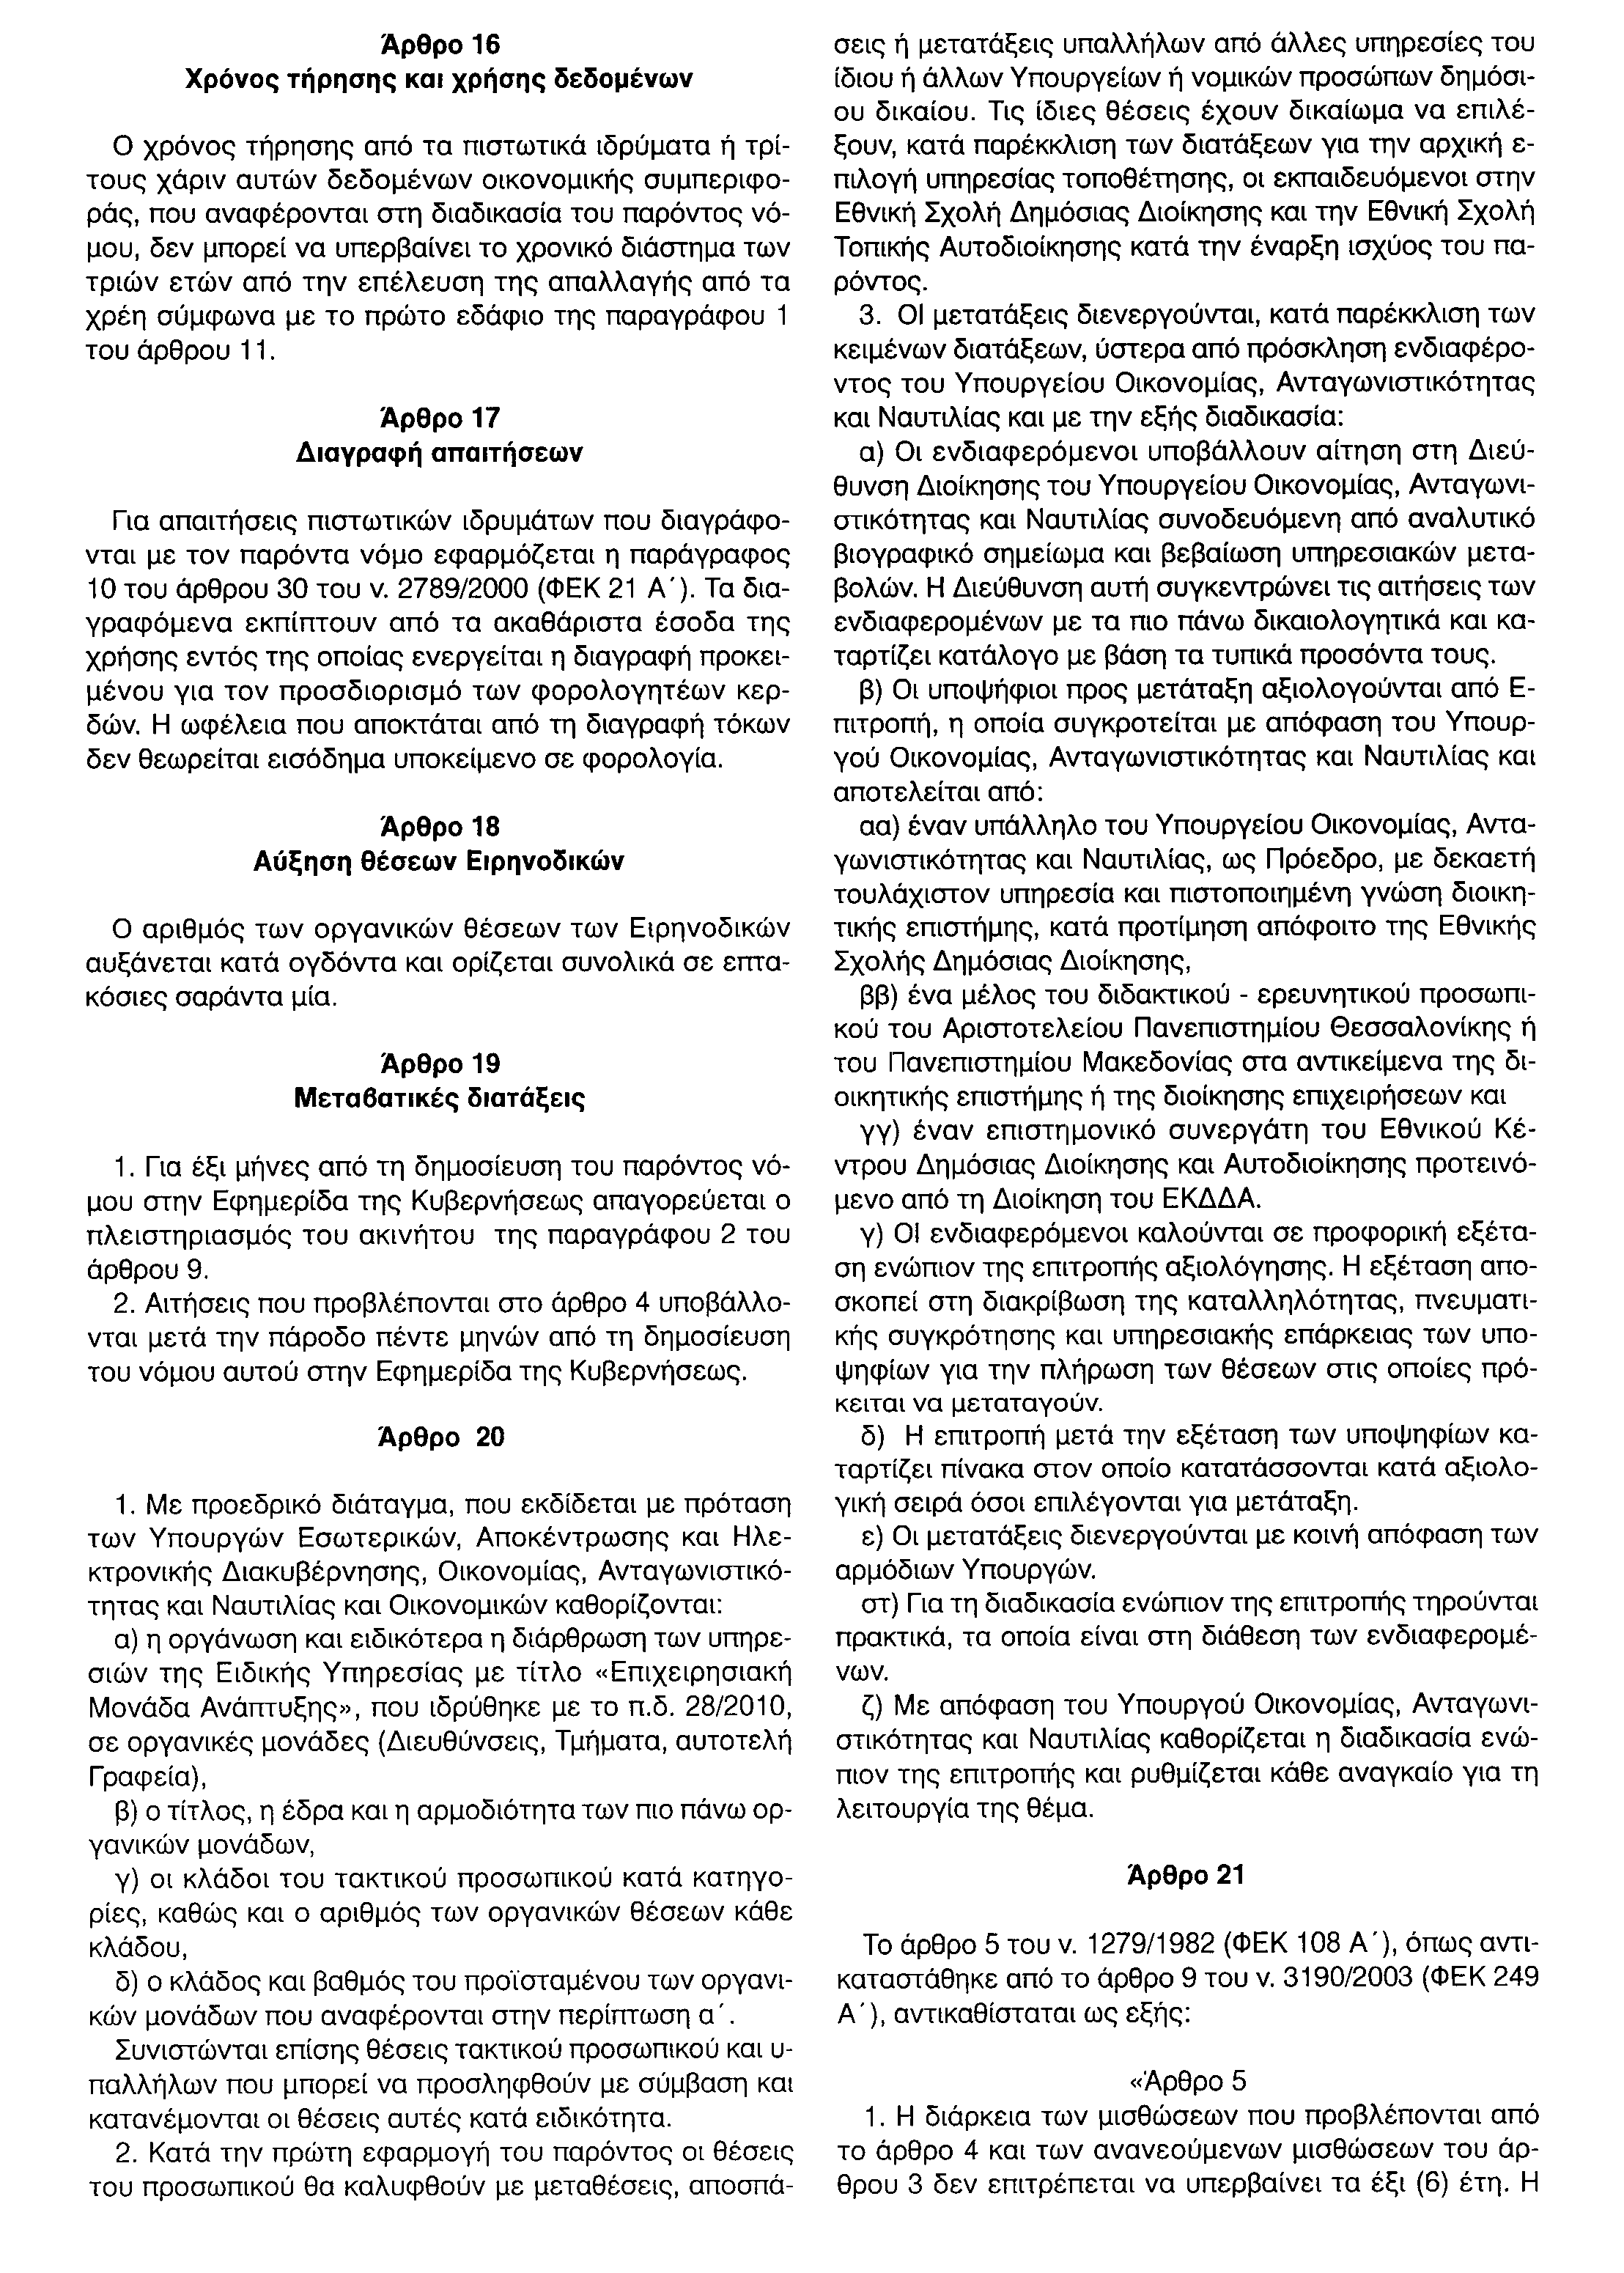 Άρθρο 16
Χρόνος τήρησης και χρήσης δεδομένων
Ο χρόνος τήρησης από τα πιστωτικά ιδρύματα ή τρί-
τους χάριν αυτών δεδομένων οικονομικής συμπεριφο-
ράς, που αναφέρονται στη διαδικασία του παρόντος νό-
μου, δεν μπορεί να υπερβαίνει το χρονικό διάστημα των
τριών ετών από την επέλευση της απαλλαγής από τα
χρέη σύμφωνα με το πρώτο εδάφιο της παραγράφου 1
του άρθρου 11.
Άρθρο 17
Διαγραφή απαιτήσεων
Για απαιτήσεις πιστωτικών ιδρυμάτων που διαγράφο-
νται με τον παρόντα νόμο εφαρμόζεται η παράγραφος
10 του άρθρου 30 του ν. 2789/2000 (ΦΕΚ 21 Α΄). Τα δια-
γραφόμενα εκπίπτουν από τα ακαθάριστα έσοδα της
χρήσης εντός της οποίας ενεργείται η διαγραφή προκει-
μένου για τον προσδιορισμό των φορολογητέων κερ-
δών. Η ωφέλεια που αποκτάται από τη διαγραφή τόκων
δεν θεωρείται εισόδημα υποκείμενο σε φορολογία.
Άρθρο 18
Αύξηση θέσεων Ειρηνοδικών
Ο αριθμός των οργανικών θέσεων των Ειρηνοδικών
αυξάνεται κατά ογδόντα και ορίζεται συνολικά σε επτα-
κόσιες σαράντα μία.
Άρθρο 19
Μεταβατικές διατάξεις
1. Για έξι μήνες από τη δημοσίευση του παρόντος νό-
μου στην Εφημερίδα της Κυβερνήσεως απαγορεύεται ο
πλειστηριασμός του ακινήτου της παραγράφου 2 του
άρθρου 9.
2. Αιτήσεις που προβλέπονται στο άρθρο 4 υποβάλλο-
νται μετά την πάροδο πέντε μηνών από τη δημοσίευση
του νόμου αυτού στην Εφημερίδα της Κυβερνήσεως.
Άρθρο 20
1. Με προεδρικό διάταγμα, που εκδίδεται με πρόταση
των Υπουργών Εσωτερικών, Αποκέντρωσης και Ηλε-
κτρονικής Διακυβέρνησης, Οικονομίας, Ανταγωνιστικό-
τητας και Ναυτιλίας και Οικονομικών καθορίζονται:
α) η οργάνωση και ειδικότερα η διάρθρωση των υπηρε-
σιών της Ειδικής Υπηρεσίας με τίτλο «Επιχειρησιακή
Μονάδα Ανάπτυξης», που ιδρύθηκε με το π.δ. 28/2010,
σε οργανικές μονάδες (Διευθύνσεις, Τμήματα, αυτοτελή
Γραφεία),
β) ο τίτλος, η έδρα και η αρμοδιότητα των πιο πάνω ορ-
γανικών μονάδων,
γ) οι κλάδοι του τακτικού προσωπικού κατά κατηγο-
ρίες, καθώς και ο αριθμός των οργανικών θέσεων κάθε
κλάδου,
δ) ο κλάδος και βαθμός του προϊσταμένου των οργανι-
κών μονάδων που αναφέρονται στην περίπτωση α΄.
Συνιστώνται επίσης θέσεις τακτικού προσωπικού και υ-
παλλήλων που μπορεί να προσληφθούν με σύμβαση και
κατανέμονται οι θέσεις αυτές κατά ειδικότητα.
2. Κατά την πρώτη εφαρμογή του παρόντος οι θέσεις
του προσωπικού θα καλυφθούν με μεταθέσεις, αποσπά-
σεις ή μετατάξεις υπαλλήλων από άλλες υπηρεσίες του
ίδιου ή άλλων Υπουργείων ή νομικών προσώπων δημόσι-
ου δικαίου. Τις ίδιες θέσεις έχουν δικαίωμα να επιλέ-
ξουν, κατά παρέκκλιση των διατάξεων για την αρχική ε-
πιλογή υπηρεσίας τοποθέτησης, οι εκπαιδευόμενοι στην
Εθνική Σχολή Δημόσιας Διοίκησης και την Εθνική Σχολή
Τοπικής Αυτοδιοίκησης κατά την έναρξη ισχύος του πα-
ρόντος.
3. ΟΙ μετατάξεις διενεργούνται, κατά παρέκκλιση των
κειμένων διατάξεων, ύστερα από πρόσκληση ενδιαφέρο-
ντος του Υπουργείου Οικονομίας, Ανταγωνιστικότητας
και Ναυτιλίας και με την εξής διαδικασία:
α) Οι ενδιαφερόμενοι υποβάλλουν αίτηση στη Διεύ-
θυνση Διοίκησης του Υπουργείου Οικονομίας, Ανταγωνι-
στικότητας και Ναυτιλίας συνοδευόμενη από αναλυτικό
βιογραφικό σημείωμα και βεβαίωση υπηρεσιακών μετα-
βολών. Η Διεύθυνση αυτή συγκεντρώνει τις αιτήσεις των
ενδιαφερομένων με τα πιο πάνω δικαιολογητικά και κα-
ταρτίζει κατάλογο με βάση τα τυπικά προσόντα τους.
β) Οι υποψήφιοι προς μετάταξη αξιολογούνται από Ε-
πιτροπή, η οποία συγκροτείται με απόφαση του Υπουρ-
γού Οικονομίας, Ανταγωνιστικότητας και Ναυτιλίας και
αποτελείται από:
αα) έναν υπάλληλο του Υπουργείου Οικονομίας, Αντα-
γωνιστικότητας και Ναυτιλίας, ως Πρόεδρο, με δεκαετή
τουλάχιστον υπηρεσία και πιστοποιημένη γνώση διοικη-
τικής επιστήμης, κατά προτίμηση απόφοιτο της Εθνικής
Σχολής Δημόσιας Διοίκησης,
ββ) ένα μέλος του διδακτικού - ερευνητικού προσωπι-
κού του Αριστοτελείου Πανεπιστημίου Θεσσαλονίκης ή
του Πανεπιστημίου Μακεδονίας στα αντικείμενα της δι-
οικητικής επιστήμης ή της διοίκησης επιχειρήσεων και
γγ) έναν επιστημονικό συνεργάτη του Εθνικού Κέ-
ντρου Δημόσιας Διοίκησης και Αυτοδιοίκησης προτεινό-
μενο από τη Διοίκηση του ΕΚΔΔΑ.
γ) ΟΙ ενδιαφερόμενοι καλούνται σε προφορική εξέτα-
ση ενώπιον της επιτροπής αξιολόγησης. Η εξέταση απο-
σκοπεί στη διακρίβωση της καταλληλότητας, πνευματι-
κής συγκρότησης και υπηρεσιακής επάρκειας των υπο-
ψηφίων για την πλήρωση των θέσεων στις οποίες πρό-
κειται να μεταταγούν.
δ) Η επιτροπή μετά την εξέταση των υποψηφίων κα-
ταρτίζει πίνακα στον οποίο κατατάσσονται κατά αξιολο-
γική σειρά όσοι επιλέγονται για μετάταξη.
ε) Οι μετατάξεις διενεργούνται με κοινή απόφαση των
αρμόδιων Υπουργών.
στ) Για τη διαδικασία ενώπιον της επιτροπής τηρούνται
πρακτικά, τα οποία είναι στη διάθεση των ενδιαφερομέ-
νων.
ζ) Με απόφαση του Υπουργού Οικονομίας, Ανταγωνι-
στικότητας και Ναυτιλίας καθορίζεται η διαδικασία ενώ-
πιον της επιτροπής και ρυθμίζεται κάθε αναγκαίο για τη
λειτουργία της θέμα.
Άρθρο 21
Το άρθρο 5 του ν. 1279/1982 (ΦΕΚ 108 Α΄), όπως αντι-
καταστάθηκε από το άρθρο 9 του ν. 3190/2003 (ΦΕΚ 249
Α΄), αντικαθίσταται ως εξής:
«Άρθρο 5
1. Η διάρκεια των μισθώσεων που προβλέπονται από
το άρθρο 4 και των ανανεούμενων μισθώσεων του άρ-
θρου 3 δεν επιτρέπεται να υπερβαίνει τα έξι (6) έτη. Η